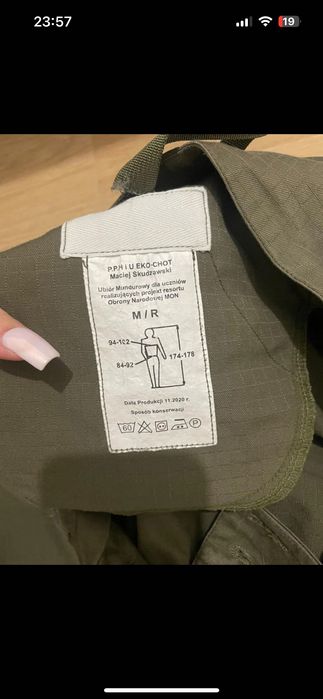 23:57
19
P.P.H I U EKO-CHOT
Maciej Skudzawski
Ubiór Mundurowy dla uczniów
realizujących projekt resortu
Obrony Narodowej MON
M / R
94-102
174-178
84-92
Data Produkcji 11.2020 r.
Sposób konserwacji
60
P